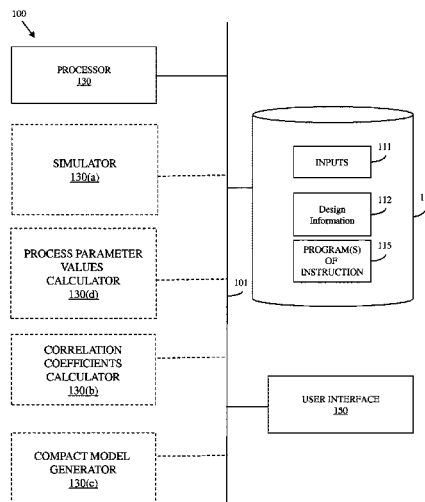 100
PROCESSOR
130
SIMULATOR
130(a)
PROCESS PARAMETER
VALUES
CALCULATOR
130(d)
CORRELATION
COEFFICIENTS
CALCULATOR
130(b)
COMPACT MODEL
GENERATOR
130(c)
101
INPUTS
111
Design
Information
112
PROGRAM(S)
OF
INSTRUCTION
115
USER INTERFACE
150